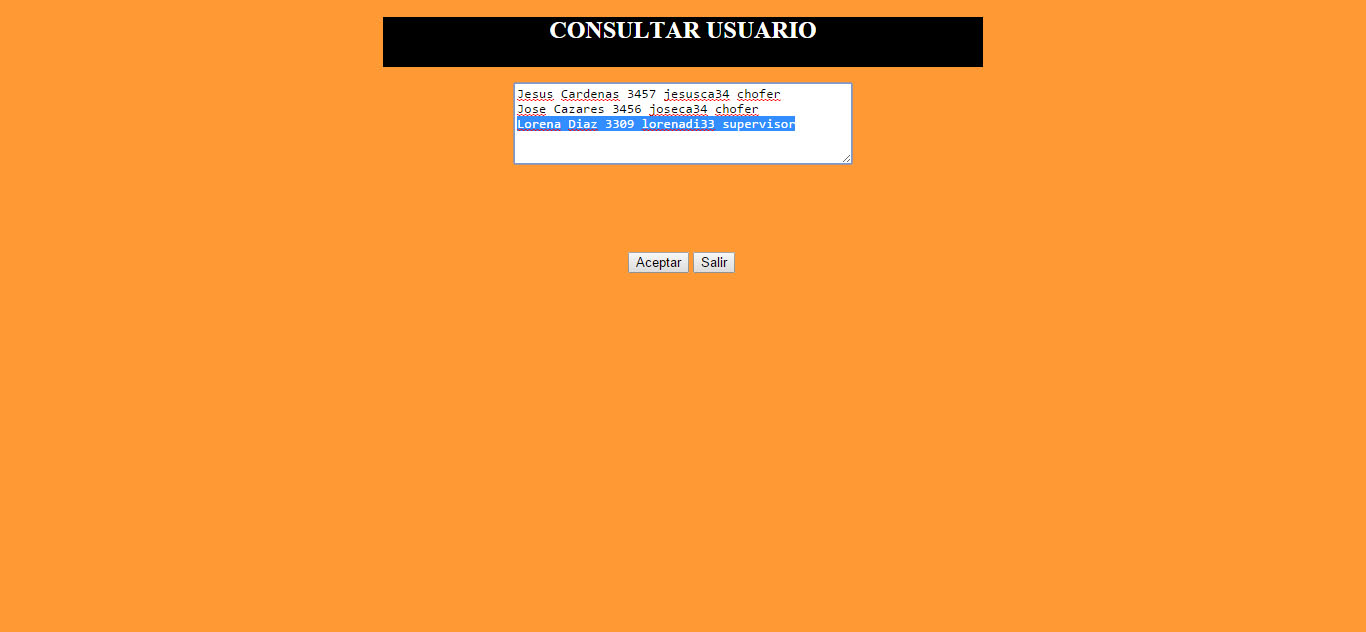 CONSULTAR USUARIO
Jesus Cardenas 3457 jesusca34 chofer
Jose Cazares 3456 joseca34 chofer
Lorena Diaz 3309 lorenadi33 supervisor
Aceptar Salir